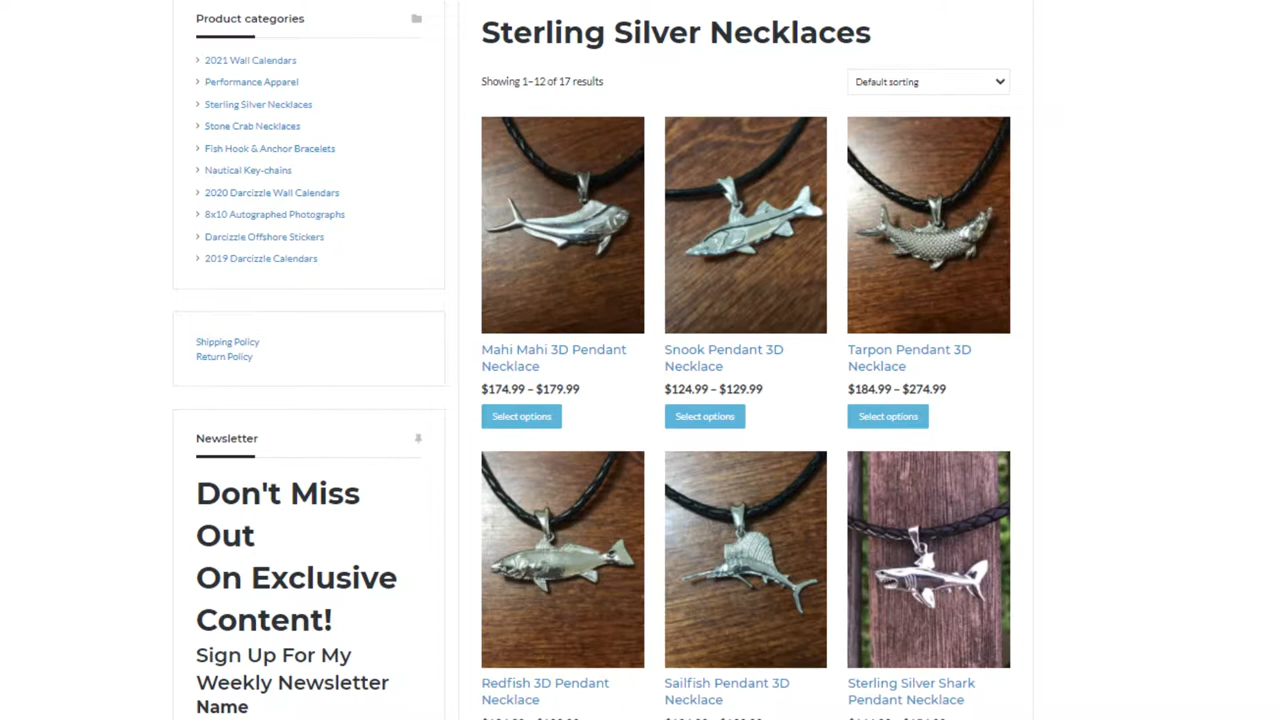 Product categories
2021 Wall Calendars
Performance Apparel
Sterling Silver Necklaces
Stone Crab Necklaces
Fish Hook & Anchor Bracelets
Nautical Key-chains
2020 Darcizzle Wall Calendars
8x10 Autographed Photographs
Darcizzle Offshore Stickers
2019 Darcizzle Calendars
Shipping Policy
Return Policy
Newsletter
Don't Miss
Out
On Exclusive
Content!
Sign Up For My
Weekly Newsletter
Name
Sterling Silver Necklaces
Showing 1–12 of 17 results
Default sorting
Mahi Mahi 3D Pendant
Necklace
$174.99 – $179.99
Select options
Snook Pendant 3D
Necklace
$124.99 – $129.99
Select options
Tarpon Pendant 3D
Necklace
$184.99 – $274.99
Select options
Redfish 3D Pendant
Necklace
Sailfish Pendant 3D
Necklace
Sterling Silver Shark
Pendant Necklace